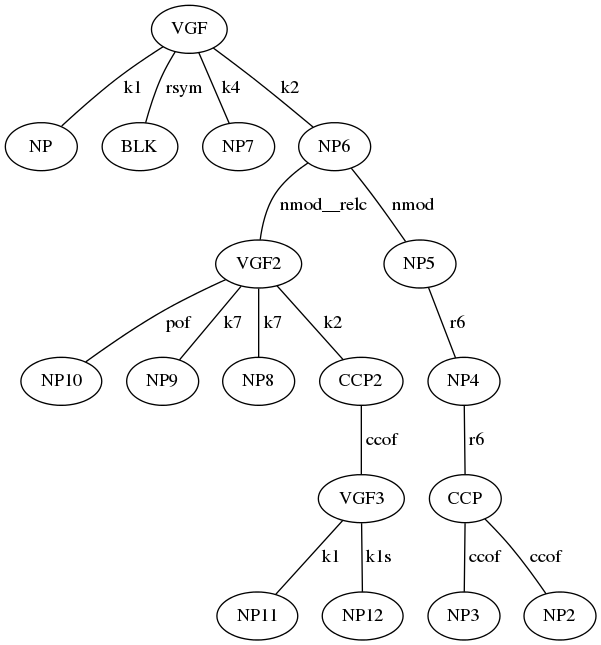 VGF
k1 rsym k4 k2
NP BLK NP7 NP6
nmod__relc nmod
VGF2 NP5
pof k7 k7 k2 r6
NP10 NP9 NP8 CCP2 NP4
ccof r6
VGF3 CCP
k1 k1s ccof ccof
NP11 NP12 NP3 NP2